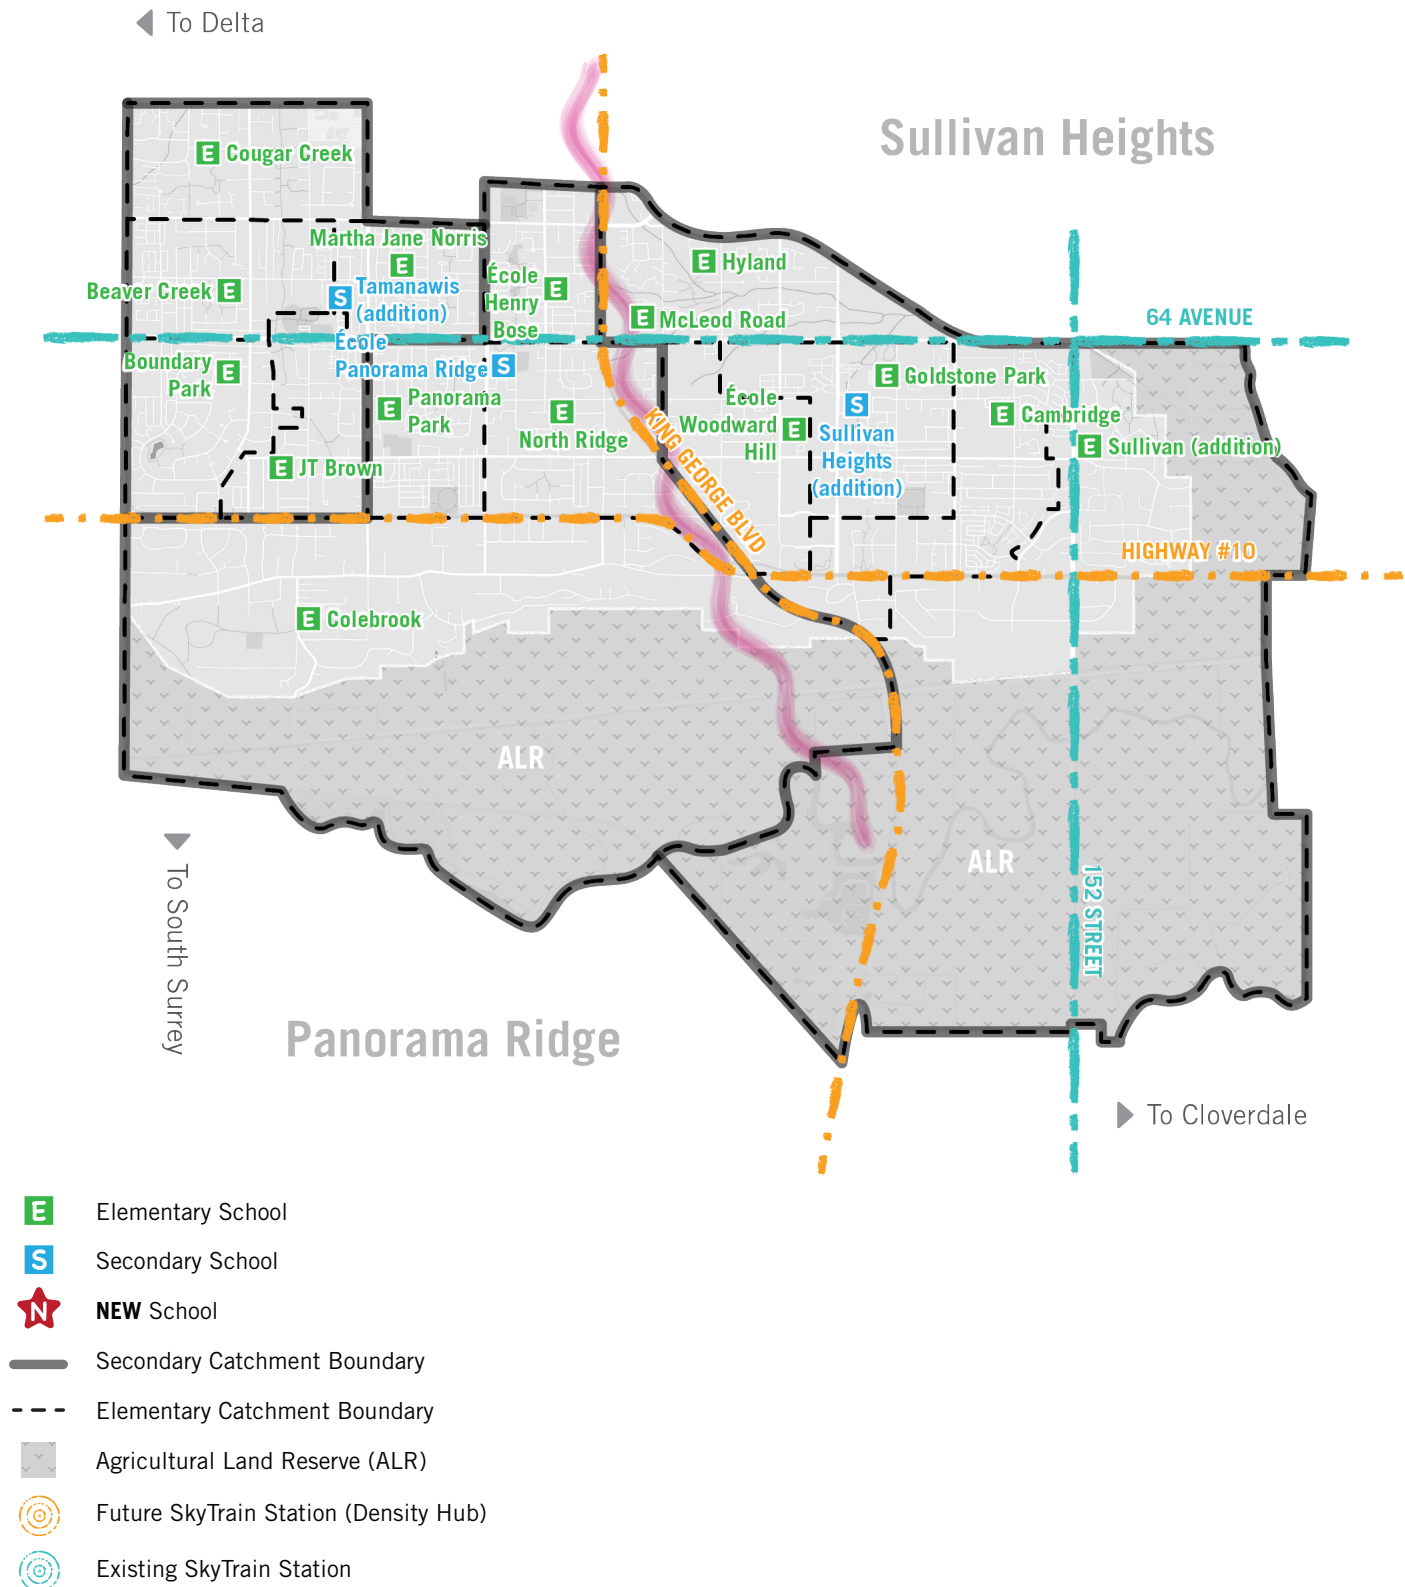 To Delta
Sullivan Heights
E Cougar Creek
Martha Jane Norris
E
Beaver Creek E
S Tamanawis
(addition)
École
Henry
Bose
E
E Hyland
E McLeod Road
64 AVENUE
École
Panorama Ridge S
Boundary
Park
E
E Panorama
Park
E
North Ridge
E JT Brown
KING GEORGE BLVD
École
Woodward
Hill
E
E Goldstone Park
S
Sullivan
Heights
(addition)
E Cambridge
E Sullivan (addition)
HIGHWAY #10
E Colebrook
ALR
ALR
152 STREET
To South Surrey
Panorama Ridge
To Cloverdale
E Elementary School
S Secondary School
N NEW School
Secondary Catchment Boundary
Elementary Catchment Boundary
Agricultural Land Reserve (ALR)
Future SkyTrain Station (Density Hub)
Existing SkyTrain Station